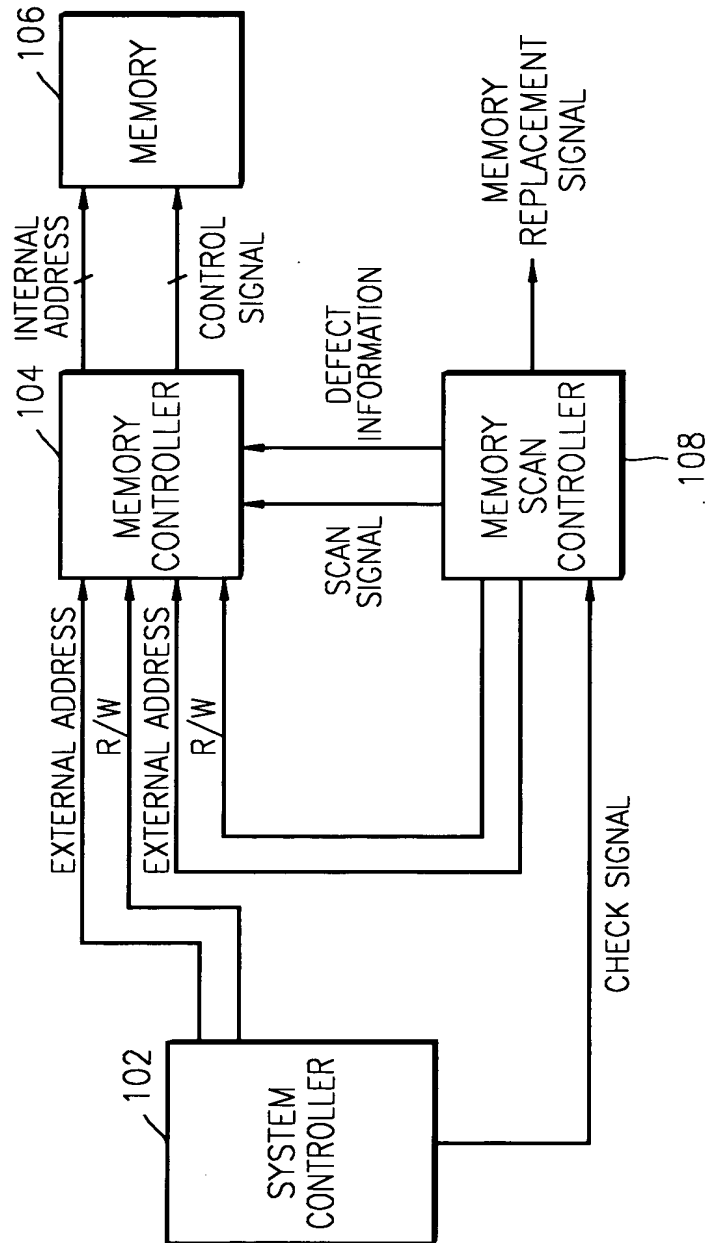 102
SYSTEM
CONTROLLER
EXTERNAL ADDRESS
R/W
EXTERNAL ADDRESS
R/W
CHECK SIGNAL
104
MEMORY
CONTROLLER
SCAN
SIGNAL
DEFECT
INFORMATION
MEMORY
SCAN
CONTROLLER
108
INTERNAL
ADDRESS
CONTROL
SIGNAL
106
MEMORY
MEMORY
REPLACEMENT
SIGNAL